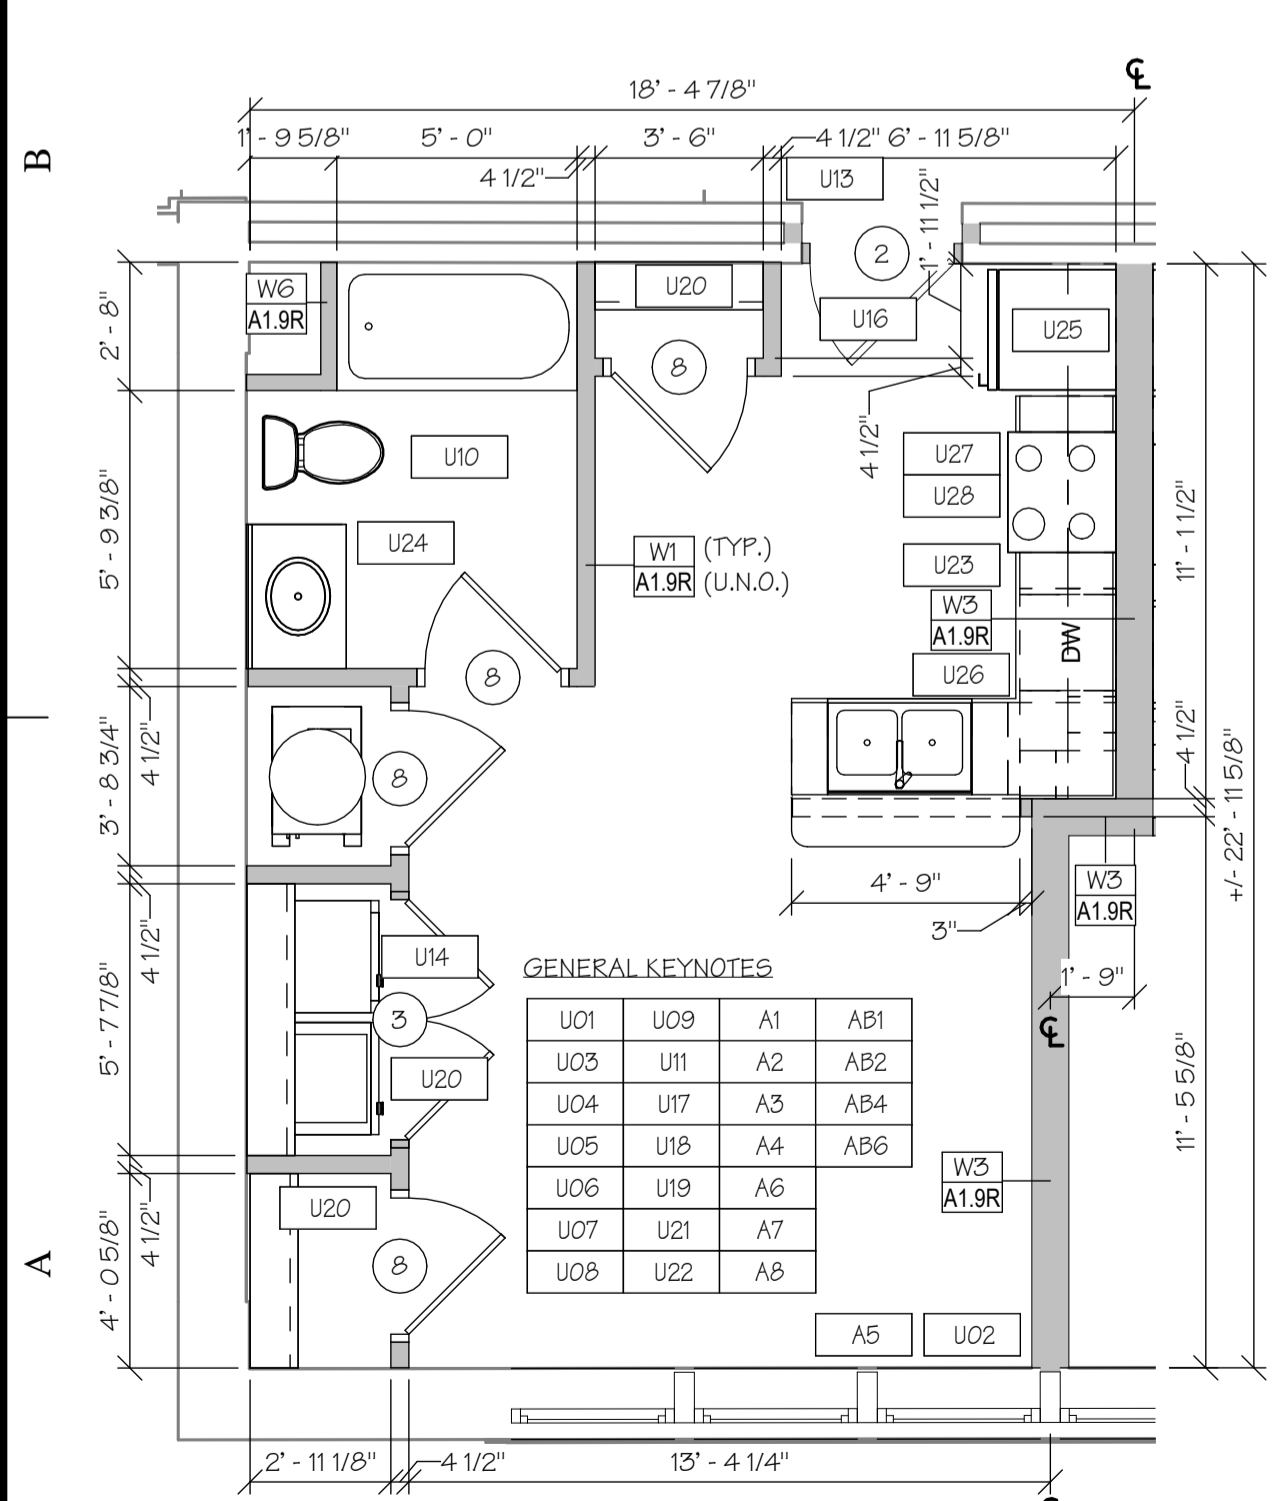 ℄
18' - 4 7/8"
B
1' - 9 5/8"
5' - 0"
3' - 6"
4 1/2"
6' - 11 5/8"
4 1/2"
U13
1' - 11 1/2"
2
W6
A1.9R
U20
U16
U25
2' - 8"
8
4 1/2"
U10
U27
U28
5' - 9 3/8"
11' - 1 1/2"
U24
W1 (TYP.)
A1.9R (U.N.O.)
U23
W3
A1.9R
DW
U26
8
4 1/2"
3' - 8 3/4"
8
4 1/2"
+/- 22' - 11 5/8"
4' - 9"
W3
A1.9R
3"
4 1/2"
U14
GENERAL KEYNOTES
1' - 9"
℄
5' - 7 7/8"
3
U01 U09 A1 AB1
U03 U11 A2 AB2
U04 U17 A3 AB4
U05 U18 A4 AB6
U06 U19 A6
U07 U21 A7
U08 U22 A8
U20
11' - 5 5/8"
W3
A1.9R
U20
4 1/2"
4' - 0 5/8"
A
8
A5
U02
2' - 11 1/8"
4 1/2"
13' - 4 1/4"